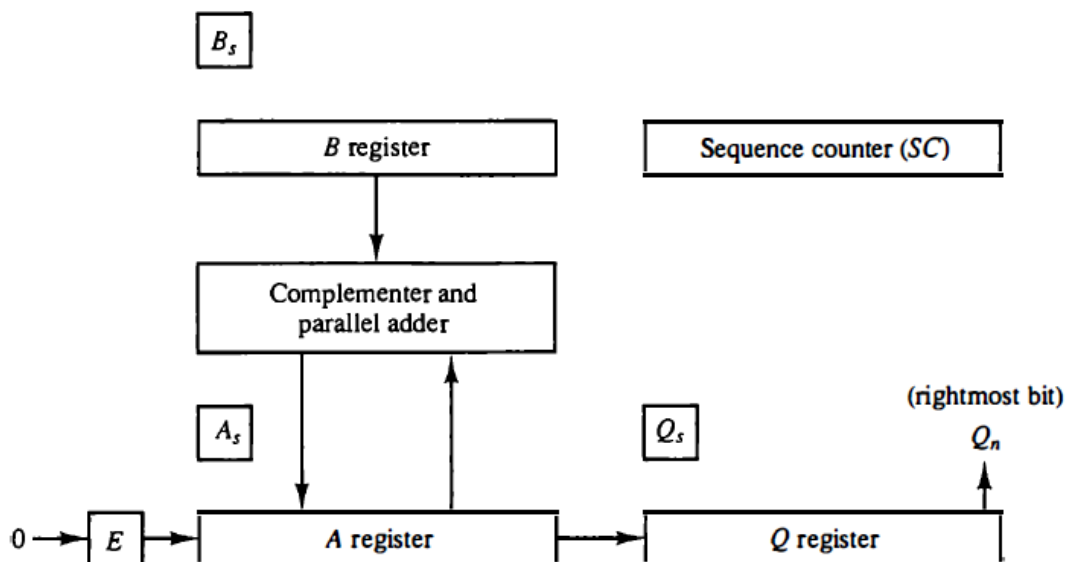 B_s
B register
Sequence counter (SC)
Complementer and
parallel adder
(rightmost bit)
A_s
Q_s
Q_n
0
E
A register
Q register